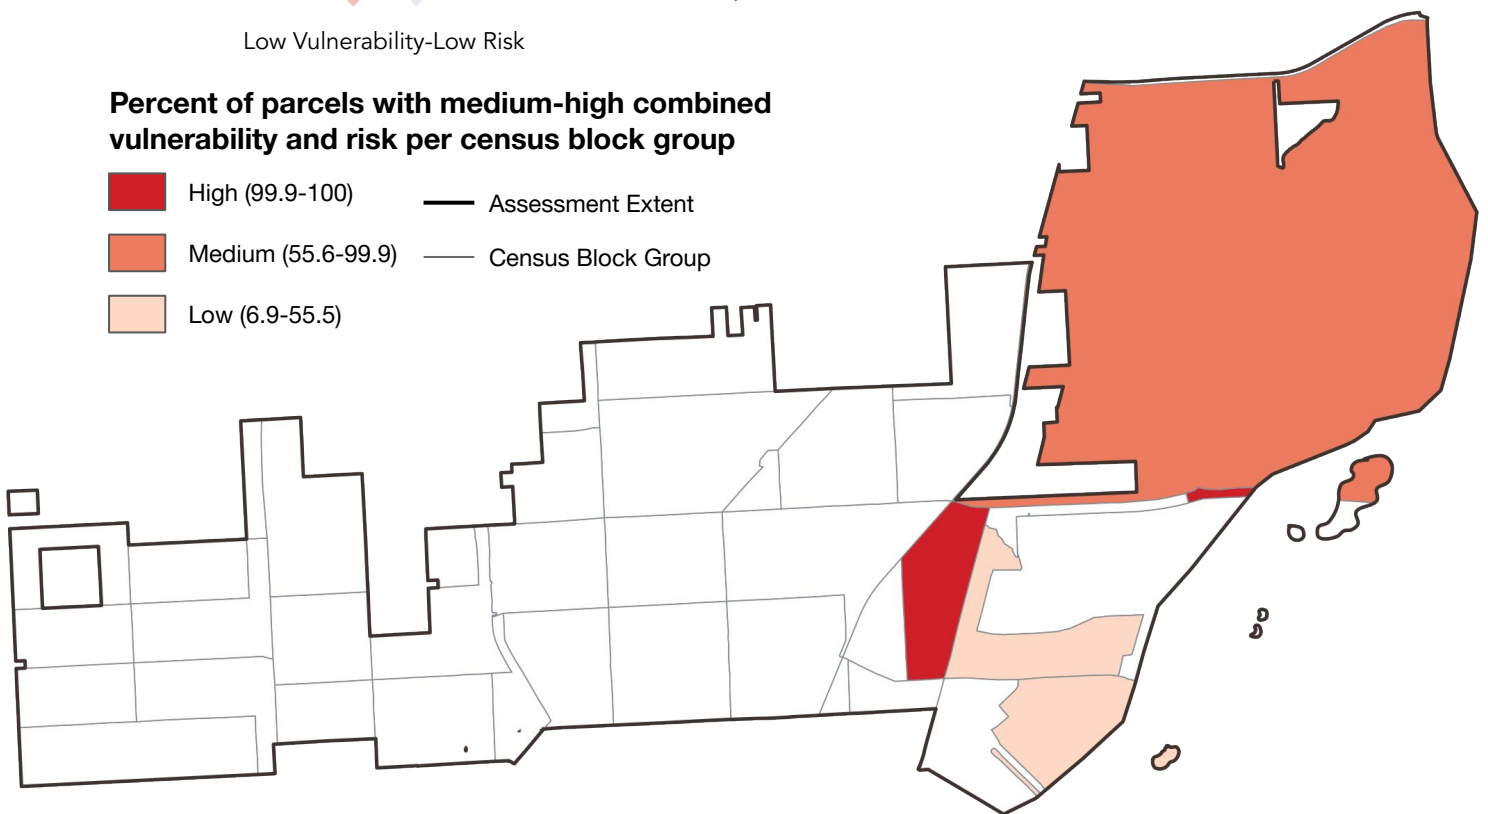 Low Vulnerability-Low Risk
Percent of parcels with medium-high combined
vulnerability and risk per census block group
High (99.9-100)
Medium (55.6-99.9)
Low (6.9-55.5)
Assessment Extent
Census Block Group